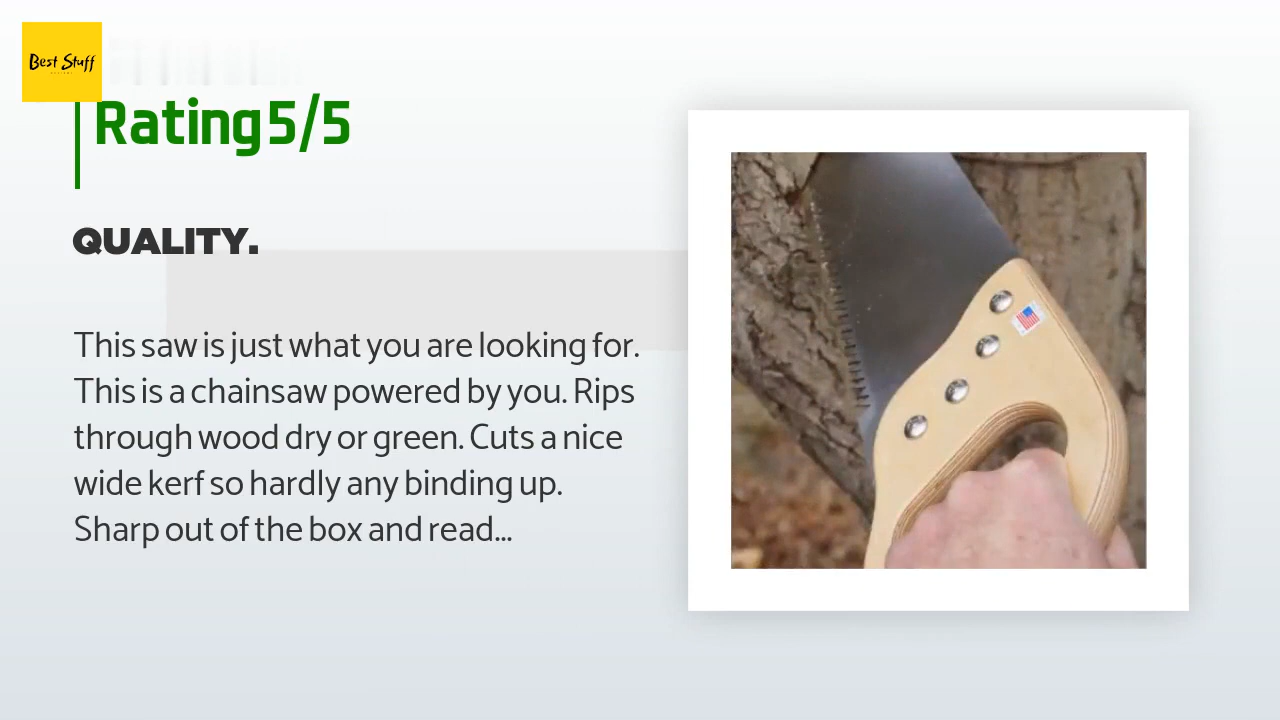 Best Stuff
Rating 5/5
QUALITY.
This saw is just what you are looking for.
This is a chainsaw powered by you. Rips
through wood dry or green. Cuts a nice
wide kerf so hardly any binding up.
Sharp out of the box and read...